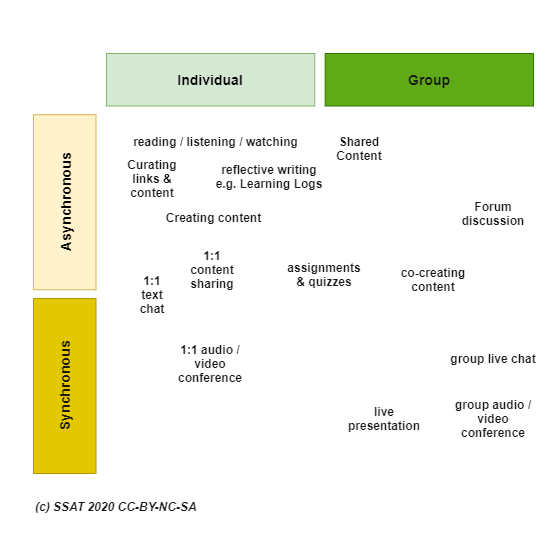 Individual
Group
Asynchronous
reading / listening / watching
Shared
Content
Curating
links &
content
reflective writing
e.g. Learning Logs
Creating content
Forum
discussion
1:1
content
sharing
assignments
& quizzes
co-creating
content
1:1
text
chat
Synchronous
1:1 audio /
video
conference
group live chat
live
presentation
group audio /
video
conference
(c) SSAT 2020 CC-BY-NC-SA